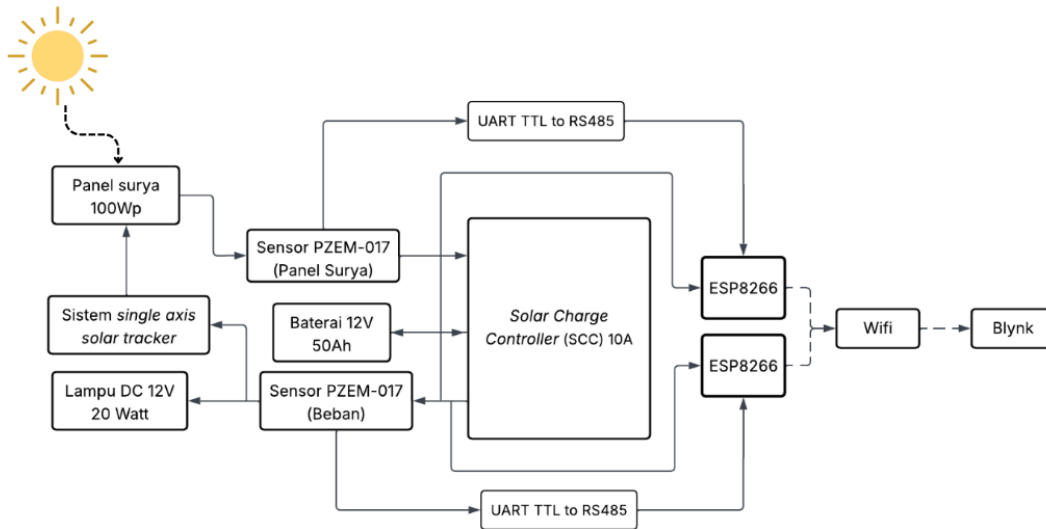 UART TTL to RS485
Panel surya
100Wp
Sensor PZEM-017
(Panel Surya)
ESP8266
Sistem single axis
solar tracker
Baterai 12V
50Ah
Solar Charge
Controller (SCC) 10A
Wifi
Blynk
ESP8266
Lampu DC 12V
20 Watt
Sensor PZEM-017
(Beban)
UART TTL to RS485